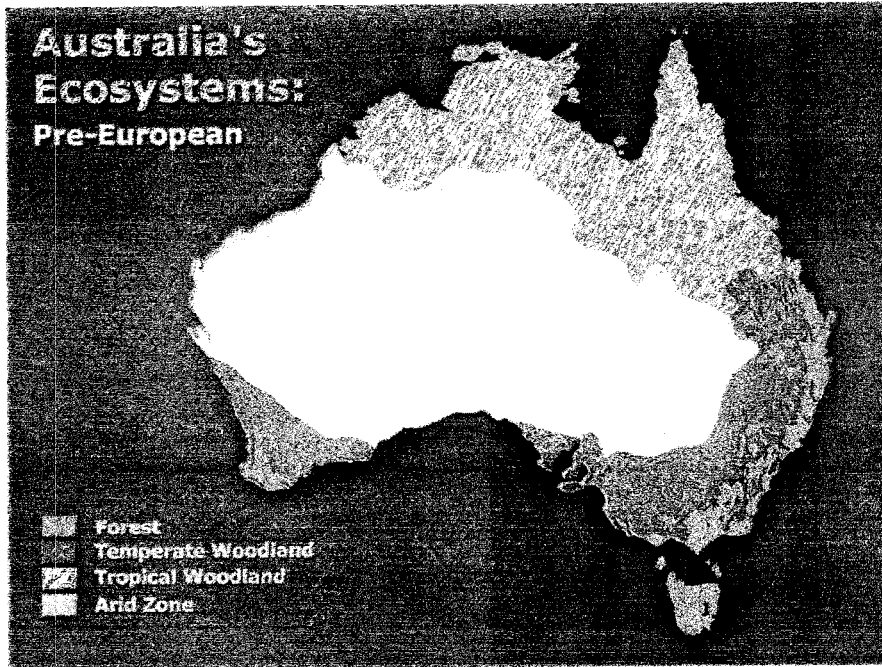 Australia's
Ecosystems:
Pre-European
Forest
Temperate Woodland
Tropical Woodland
Arid Zone